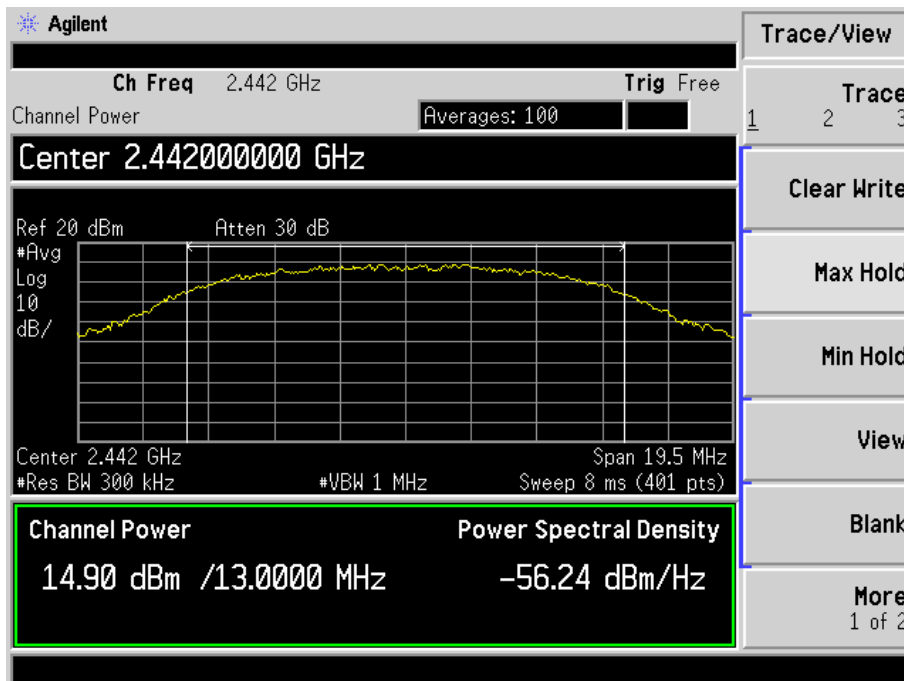 Agilent
Trace/View
Ch Freq 2.442 GHz Trig Free
Channel Power Averages: 100
Trace
1 2 3
Center 2.442000000 GHz
Clear Write
Ref 20 dBm Atten 30 dB
#Avg
Log
10
dB/
Max Hold
Min Hold
View
Center 2.442 GHz Span 19.5 MHz
#Res BW 300 kHz #VBW 1 MHz Sweep 8 ms (401 pts)
Channel Power Power Spectral Density
Blank
14.90 dBm /13.0000 MHz -56.24 dBm/Hz
More
1 of 2